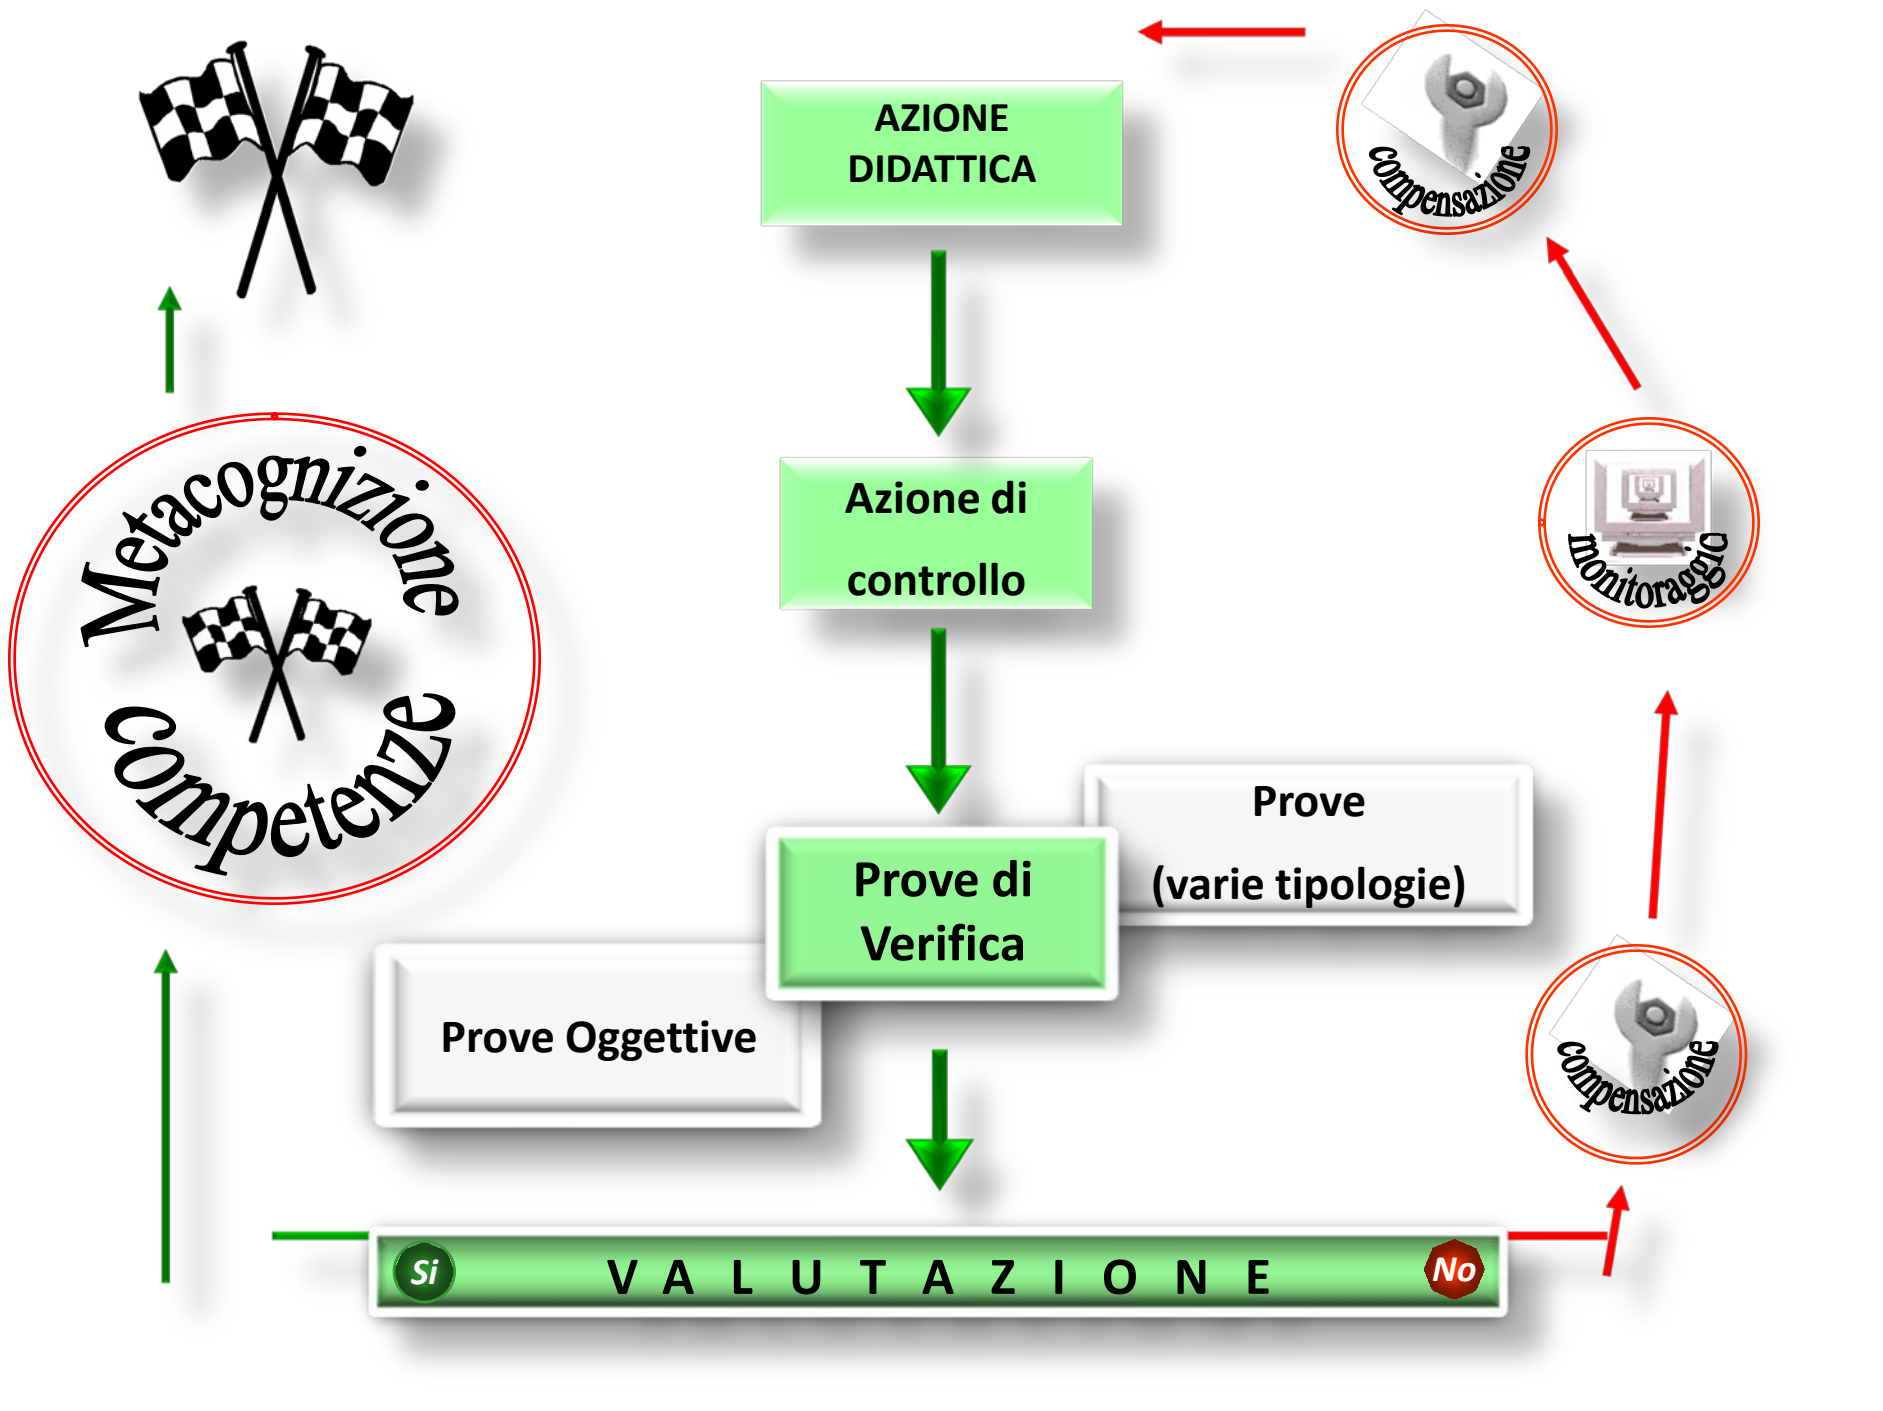 AZIONE
DIDATTICA
compensazione
Azione di
controllo
Metacognizione
competenze
monitoraggio
Prove
(varie tipologie)
Prove di
Verifica
Prove Oggettive
compensazione
Si
VALUTAZIONE
No